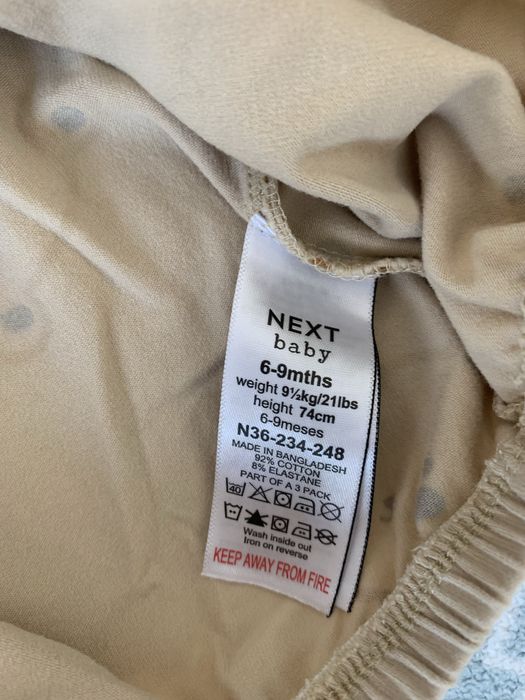 NEXT
baby
6-9mths
weight 9½kg/21lbs
height 74cm
6-9meses
N36-234-248
MADE IN BANGLADESH
92% COTTON
8% ELASTANE
PART OF A 3 PACK
40
Wash inside out
Iron on reverse
KEEP AWAY FROM FIRE